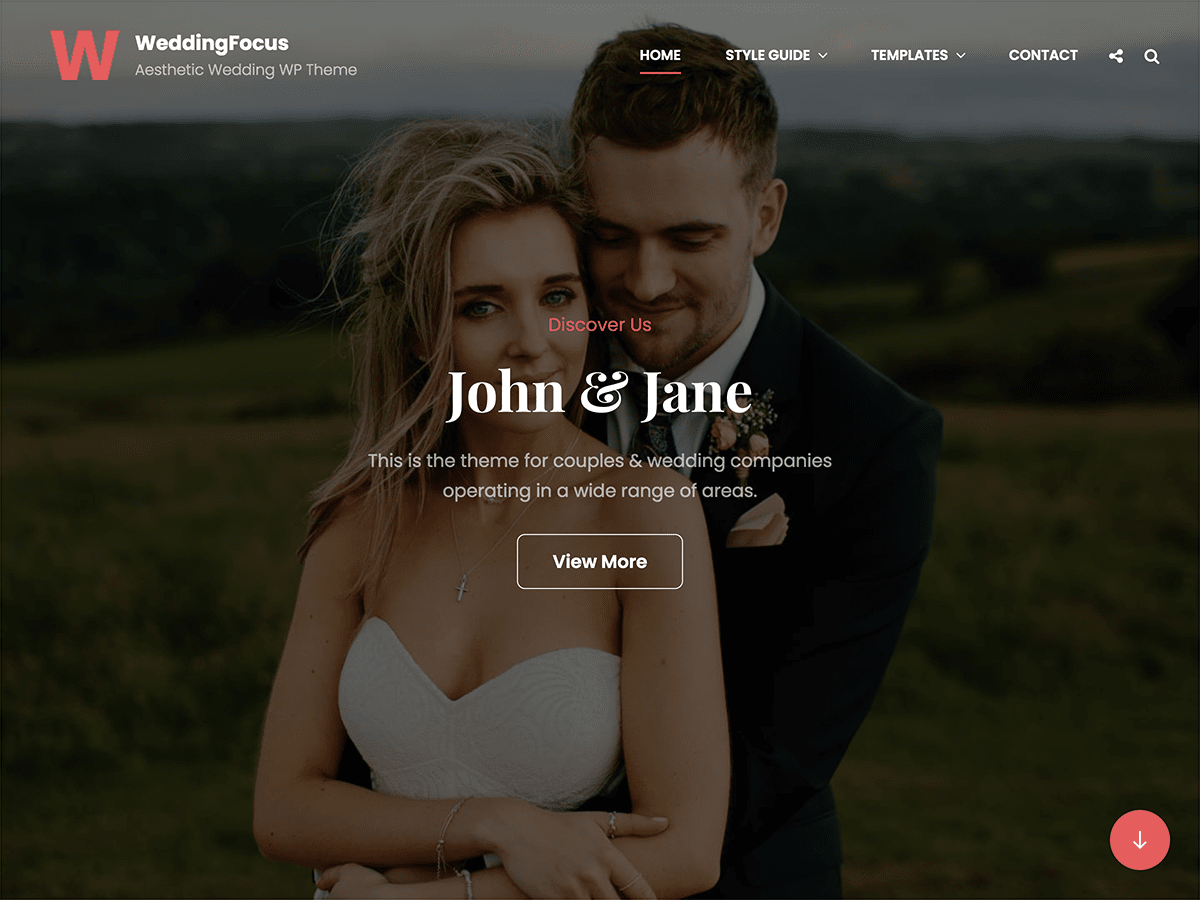 W
WeddingFocus
Aesthetic Wedding WP Theme
HOME
STYLE GUIDE
TEMPLATES
CONTACT
Discover Us
John & Jane
This is the theme for couples & wedding companies
operating in a wide range of areas.
View More